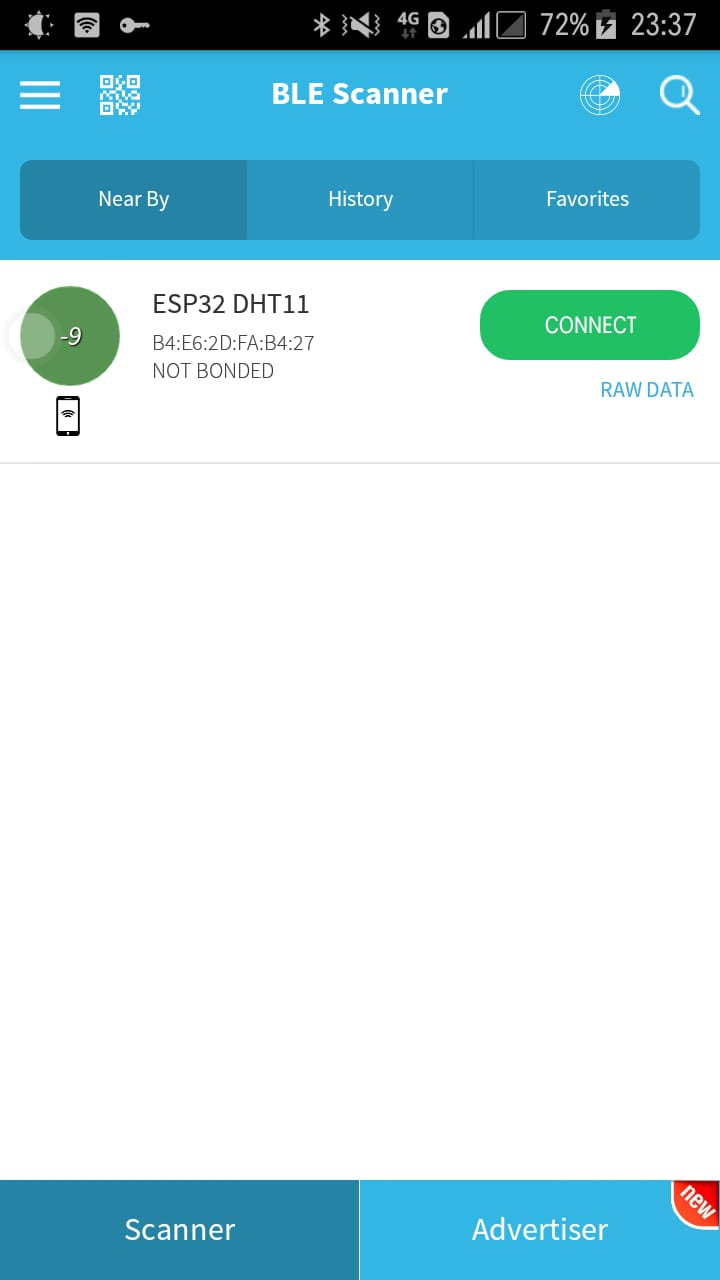 4G 72% 23:37
BLE Scanner
Near By History Favorites
ESP32 DHT11
-9
B4:E6:2D:FA:B4:27
NOT BONDED
CONNECT
RAW DATA
Scanner Advertiser
new